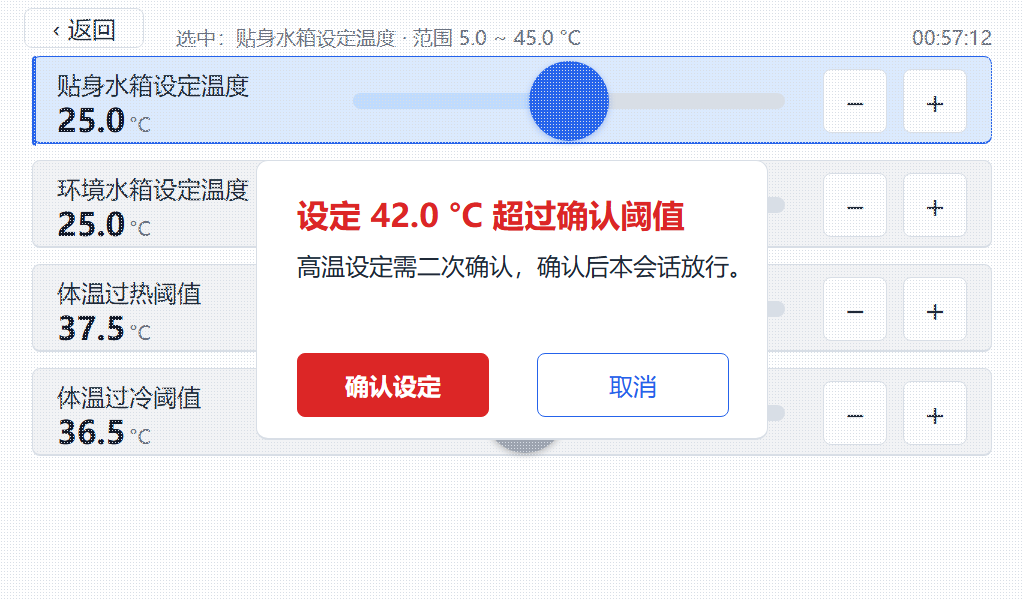 ‹ 返回
选中：贴身水箱设定温度 · 范围 5.0 ~ 45.0 °C
00:57:12
贴身水箱设定温度
25.0 °C
− +
环境水箱设定温度
25.0 °C
− +
体温过热阈值
37.5 °C
− +
体温过冷阈值
36.5 °C
− +
设定 42.0 °C 超过确认阈值
高温设定需二次确认，确认后本会话放行。
确认设定
取消